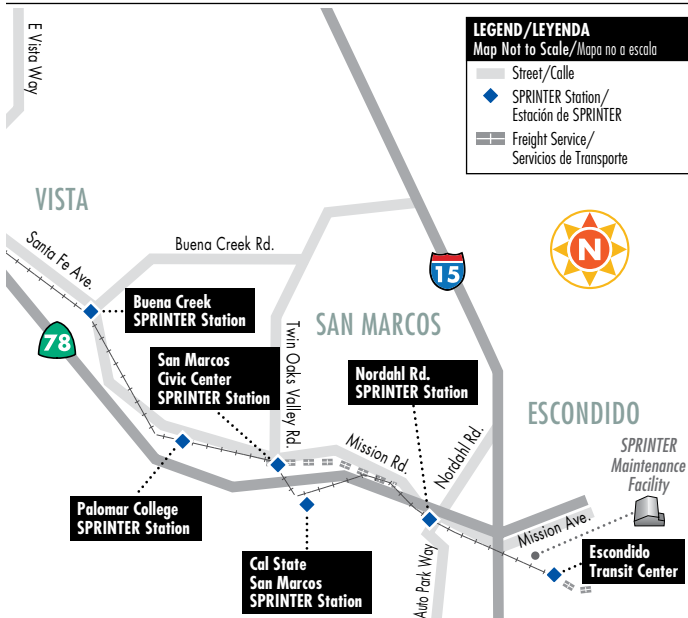 E Vista Way
LEGEND/LEYENDA
Map Not to Scale/Mapa no a escala
Street/Calle
SPRINTER Station/
Estación de SPRINTER
Freight Service/
Servicios de Transporte
VISTA
Santa Fe Ave.
Buena Creek Rd.
N
15
Buena Creek
SPRINTER Station
78
SAN MARCOS
Twin Oaks Valley Rd.
San Marcos
Civic Center
SPRINTER Station
Nordahl Rd.
SPRINTER Station
ESCONDIDO
Mission Rd.
Nordahl Rd.
SPRINTER
Maintenance
Facility
Palomar College
SPRINTER Station
Mission Ave.
Cal State
San Marcos
SPRINTER Station
Auto Park Way
Escondido
Transit Center